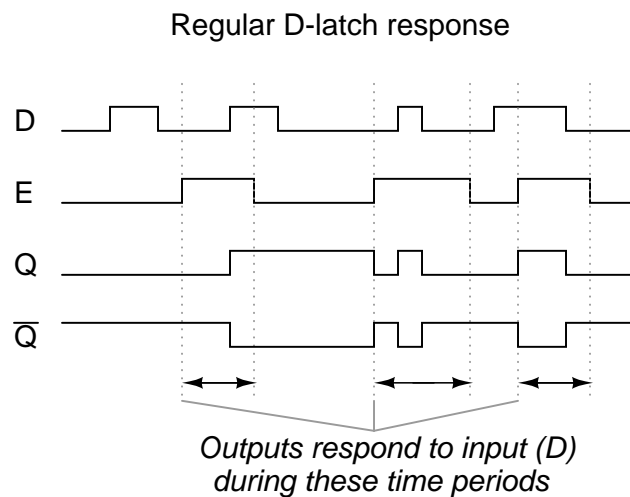 Regular D-latch response
D
E
Q
Q̅
Outputs respond to input (D)
during these time periods